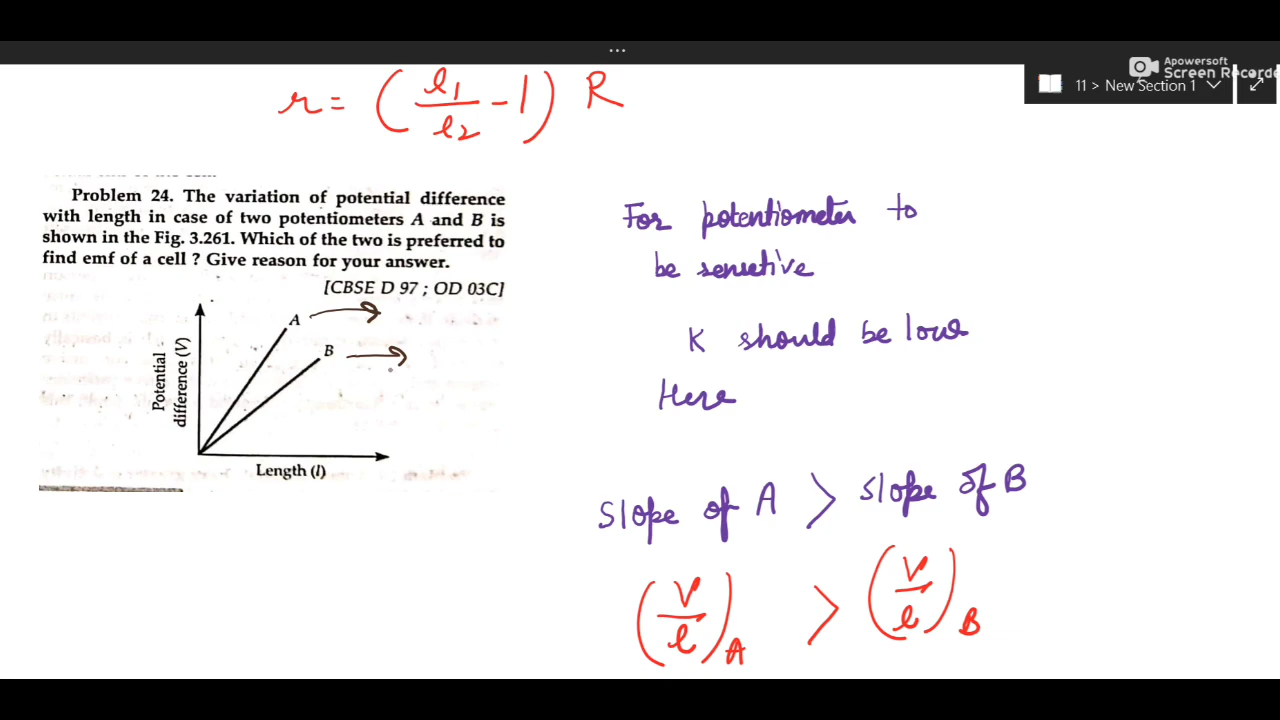 ...
Apowersoft
Screen Recorde
11 > New Section 1
r = (l1/l2 - 1) R
Problem 24. The variation of potential difference
with length in case of two potentiometers A and B is
shown in the Fig. 3.261. Which of the two is preferred to
find emf of a cell ? Give reason for your answer.
[CBSE D 97 ; OD 03C]
A
B
Potential
difference (V)
Length (l)
For potentiometer to
be sensetive
K should be low
Here
Slope of A > slope of B
(V/l)A > (V/l)B